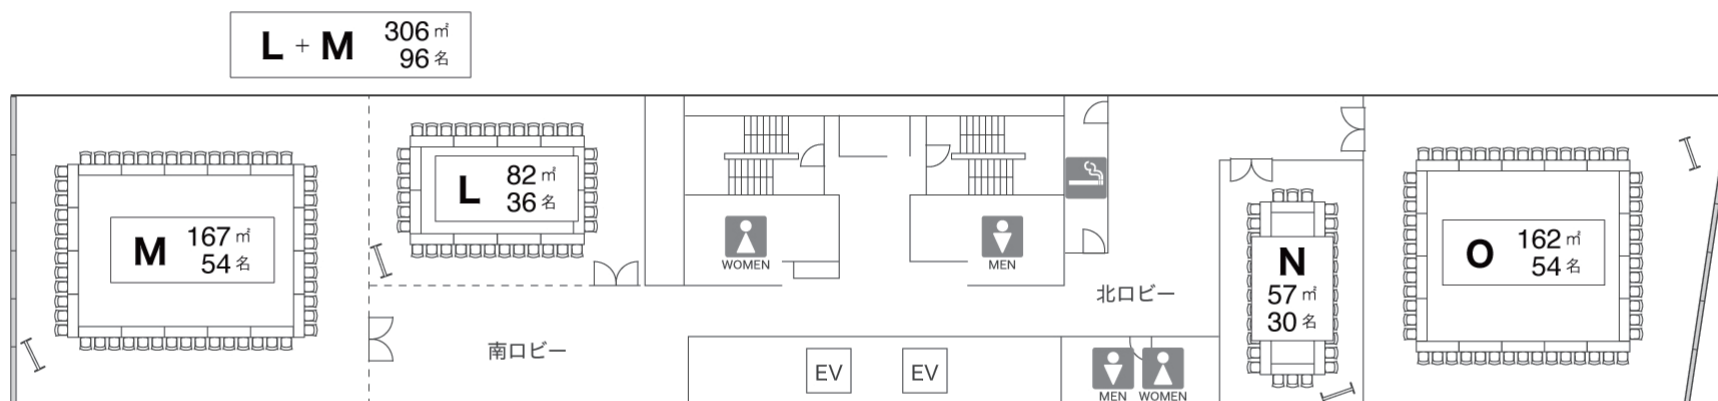 L + M 306㎡
96名
M 167㎡
54名
L 82㎡
36名
WOMEN
MEN
南ロビー
北ロビー
EV
EV
MEN
WOMEN
N
57㎡
30名
O 162㎡
54名